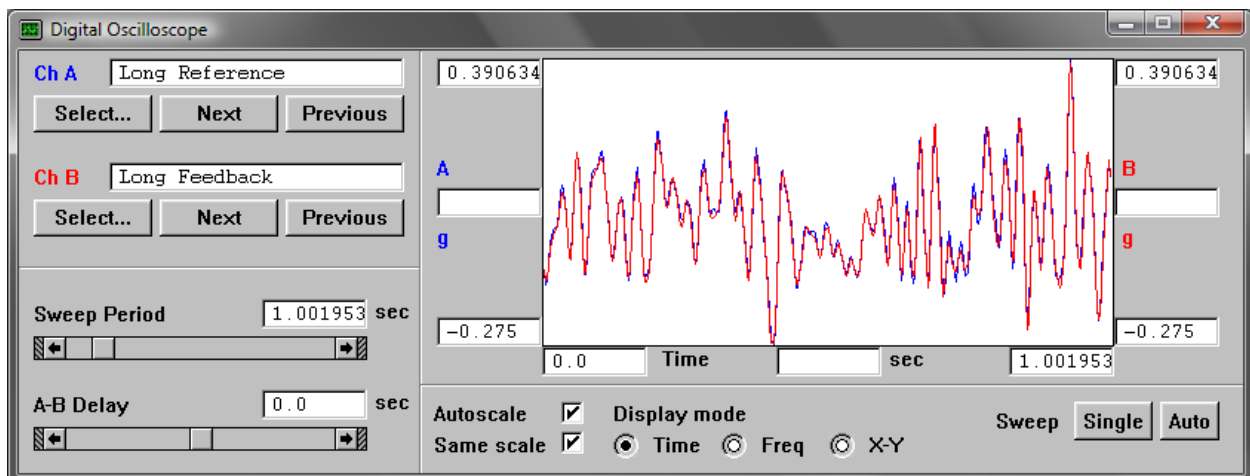 Digital Oscilloscope
Ch A Long Reference
Select... Next Previous
Ch B Long Feedback
Select... Next Previous
Sweep Period 1.001953 sec
A-B Delay 0.0 sec
0.390634 0.390634
A B
g g
-0.275 -0.275
0.0 Time sec 1.001953
Autoscale Display mode
Same scale Time Freq X-Y
Sweep Single Auto